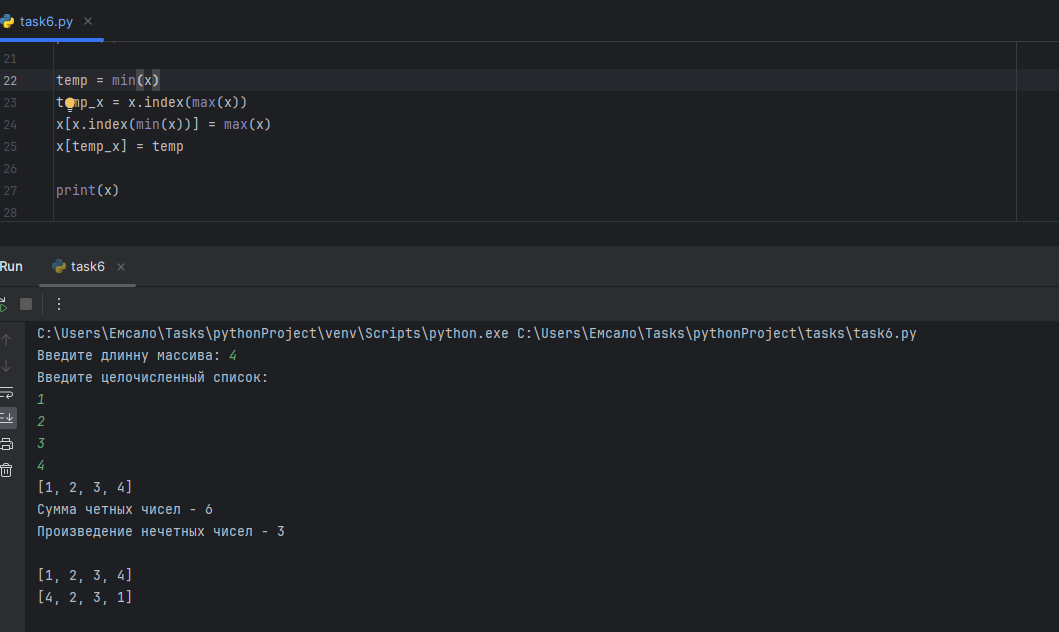 task6.py
21
22 temp = min(x)
23 temp_x = x.index(max(x))
24 x[x.index(min(x))] = max(x)
25 x[temp_x] = temp
26
27 print(x)
28
Run task6
C:\Users\Емсало\Tasks\pythonProject\venv\Scripts\python.exe C:\Users\Емсало\Tasks\pythonProject\tasks\task6.py
Введите длинну массива: 4
Введите целочисленный список:
1
2
3
4
[1, 2, 3, 4]
Сумма четных чисел - 6
Произведение нечетных чисел - 3
[1, 2, 3, 4]
[4, 2, 3, 1]